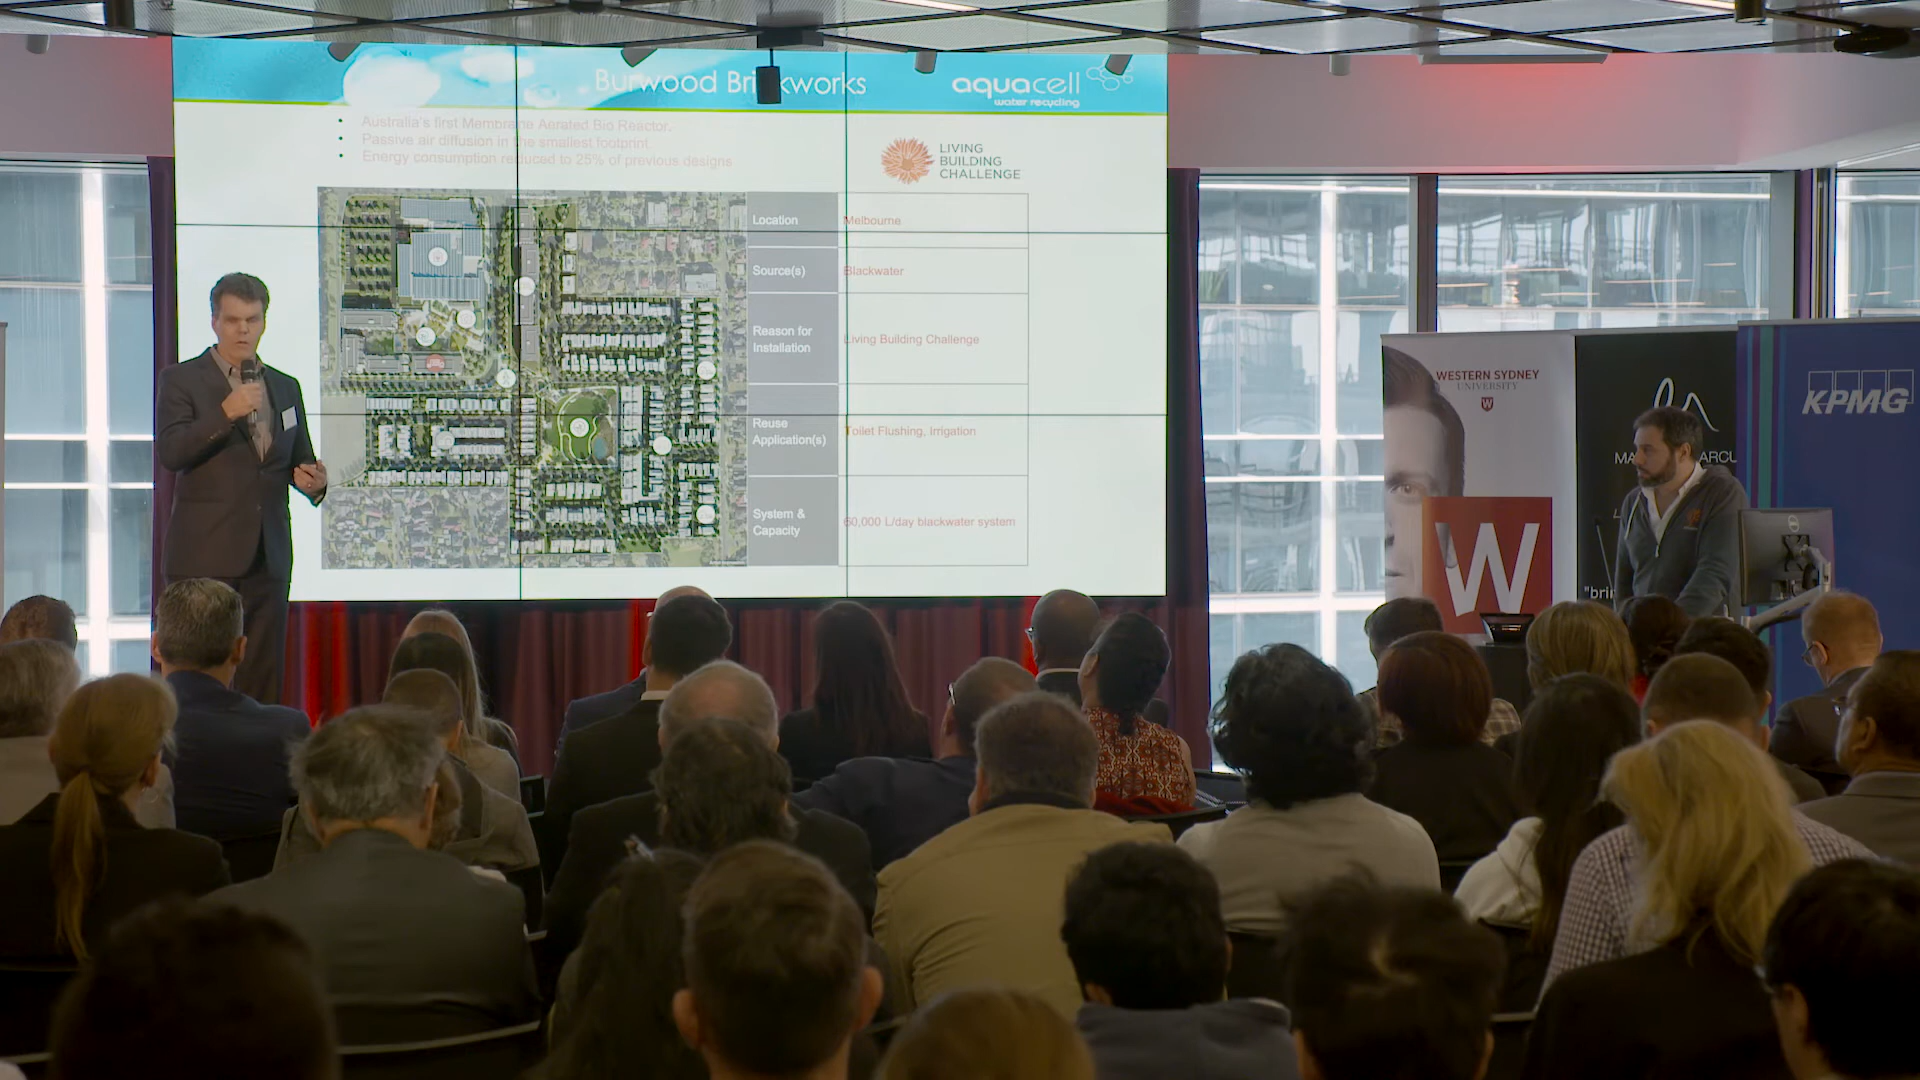 Burwood Brickworks
aquacell
water recycling
• Australia's first Membrane Aerated Bio Reactor.
• Passive air diffusion in the smallest footprint.
• Energy consumption reduced to 25% of previous designs
LIVING
BUILDING
CHALLENGE
Location Melbourne
Source(s) Blackwater
Reason for
Installation
Living Building Challenge
Reuse
Application(s)
Toilet Flushing, Irrigation
System &
Capacity
60,000 L/day blackwater system
WESTERN SYDNEY
UNIVERSITY
W
W
KPMG